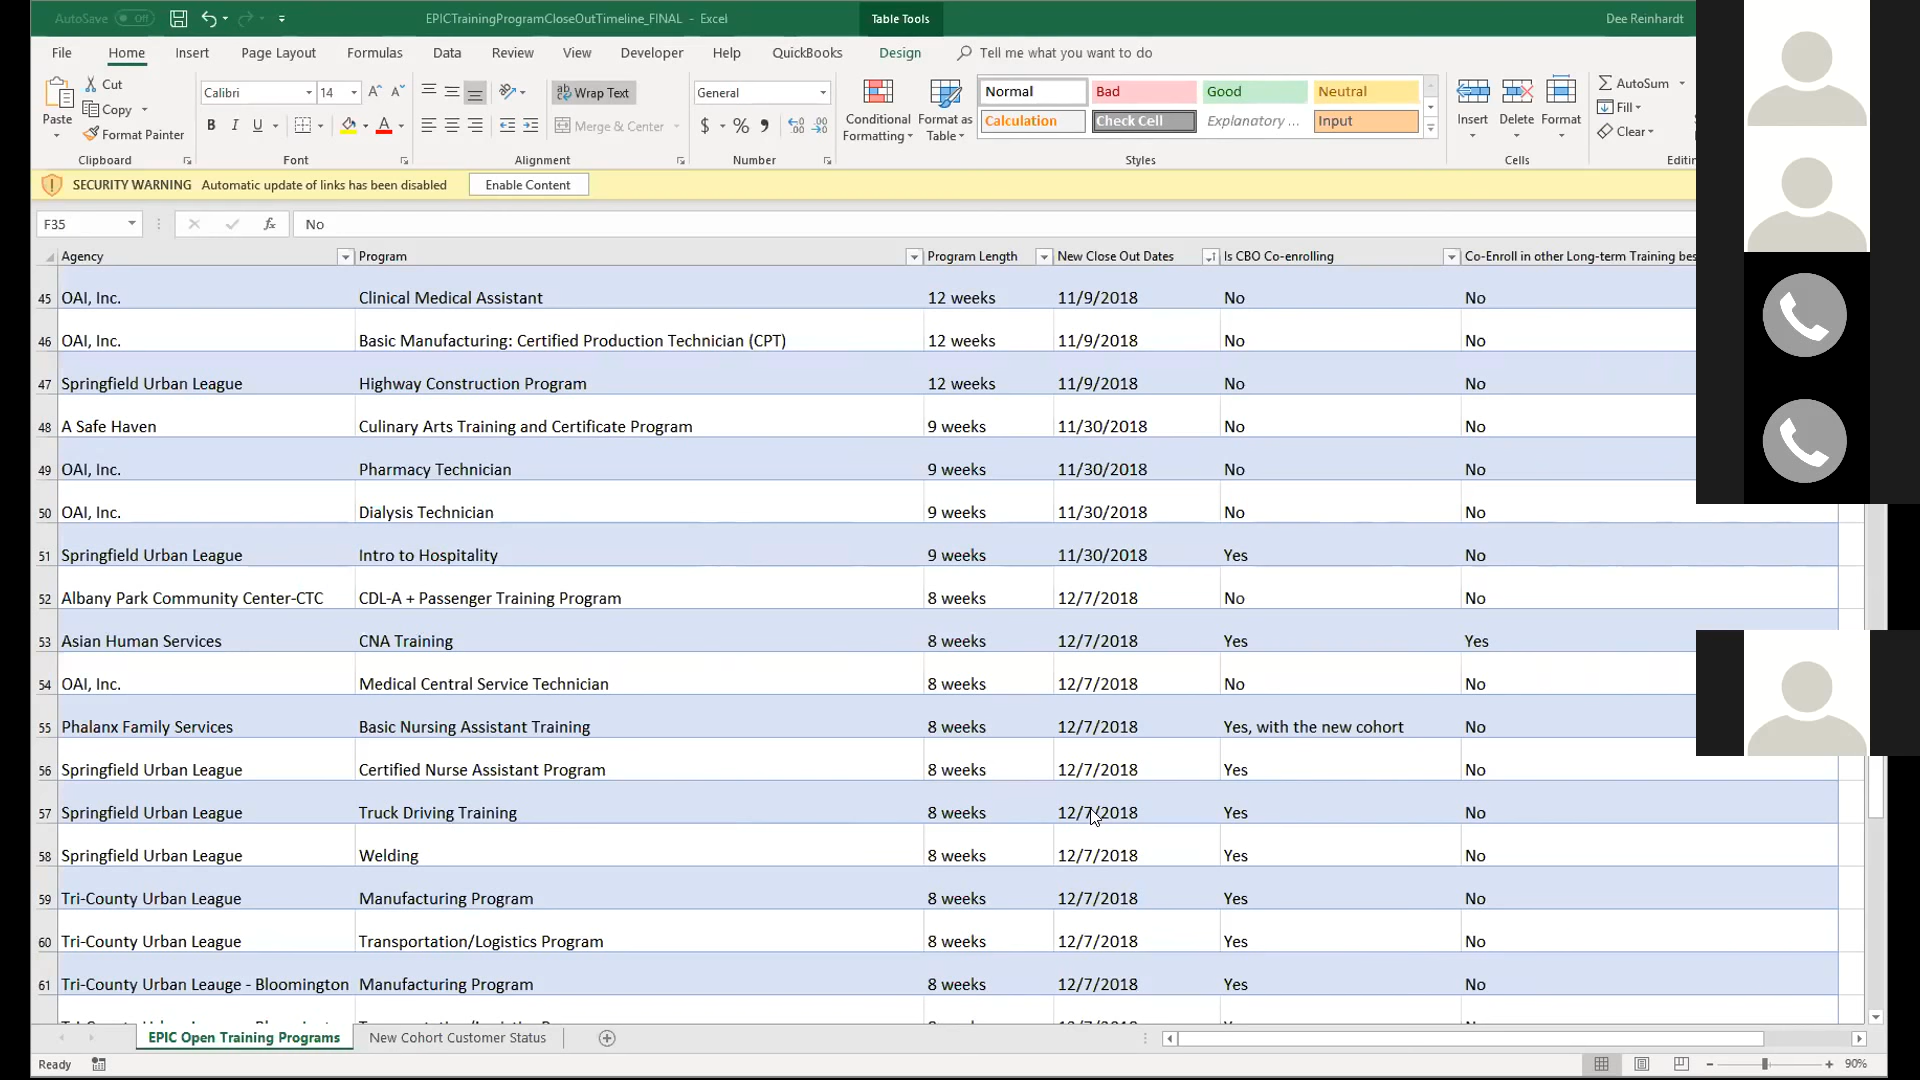 AutoSave Off EPICTrainingProgramCloseOutTimeline_FINAL - Excel Table Tools Dee Reinhardt
File Home Insert Page Layout Formulas Data Review View Developer Help QuickBooks Design Tell me what you want to do
Cut
Copy
Format Painter
Paste
Clipboard
Calibri 14
B I U
Font
Wrap Text
Merge & Center
Alignment
General
$ % ,
Number
Conditional Formatting
Format as Table
Normal Bad Good Neutral
Calculation Check Cell Explanatory ... Input
Styles
Insert Delete Format
Cells
AutoSum
Fill
Clear
SECURITY WARNING Automatic update of links has been disabled Enable Content
F35 fx No
Agency Program Program Length New Close Out Dates Is CBO Co-enrolling Co-Enroll in other Long-term Training
45 OAI, Inc. Clinical Medical Assistant 12 weeks 11/9/2018 No No
46 OAI, Inc. Basic Manufacturing: Certified Production Technician (CPT) 12 weeks 11/9/2018 No No
47 Springfield Urban League Highway Construction Program 12 weeks 11/9/2018 No No
48 A Safe Haven Culinary Arts Training and Certificate Program 9 weeks 11/30/2018 No No
49 OAI, Inc. Pharmacy Technician 9 weeks 11/30/2018 No No
50 OAI, Inc. Dialysis Technician 9 weeks 11/30/2018 No No
51 Springfield Urban League Intro to Hospitality 9 weeks 11/30/2018 Yes No
52 Albany Park Community Center-CTC CDL-A + Passenger Training Program 8 weeks 12/7/2018 No No
53 Asian Human Services CNA Training 8 weeks 12/7/2018 Yes Yes
54 OAI, Inc. Medical Central Service Technician 8 weeks 12/7/2018 No No
55 Phalanx Family Services Basic Nursing Assistant Training 8 weeks 12/7/2018 Yes, with the new cohort No
56 Springfield Urban League Certified Nurse Assistant Program 8 weeks 12/7/2018 Yes No
57 Springfield Urban League Truck Driving Training 8 weeks 12/7/2018 Yes No
58 Springfield Urban League Welding 8 weeks 12/7/2018 Yes No
59 Tri-County Urban League Manufacturing Program 8 weeks 12/7/2018 Yes No
60 Tri-County Urban League Transportation/Logistics Program 8 weeks 12/7/2018 Yes No
61 Tri-County Urban Leauge - Bloomington Manufacturing Program 8 weeks 12/7/2018 Yes No
EPIC Open Training Programs New Cohort Customer Status
Ready 90%